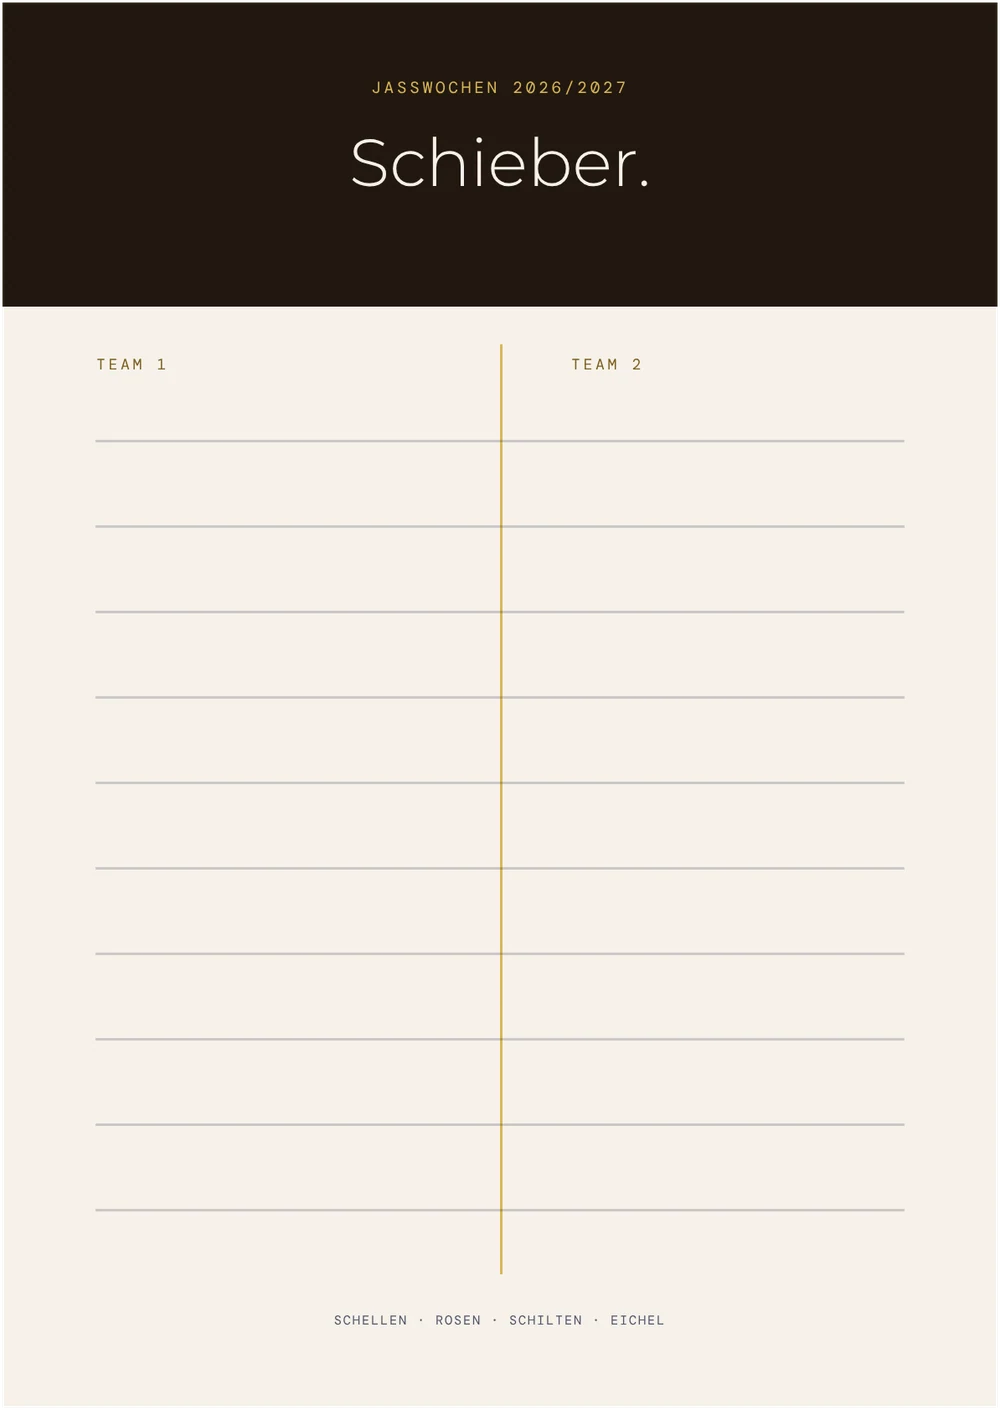 JASSWOCHEN 2026/2027
Schieber.
TEAM 1
TEAM 2
SCHELLEN · ROSEN · SCHILTEN · EICHEL